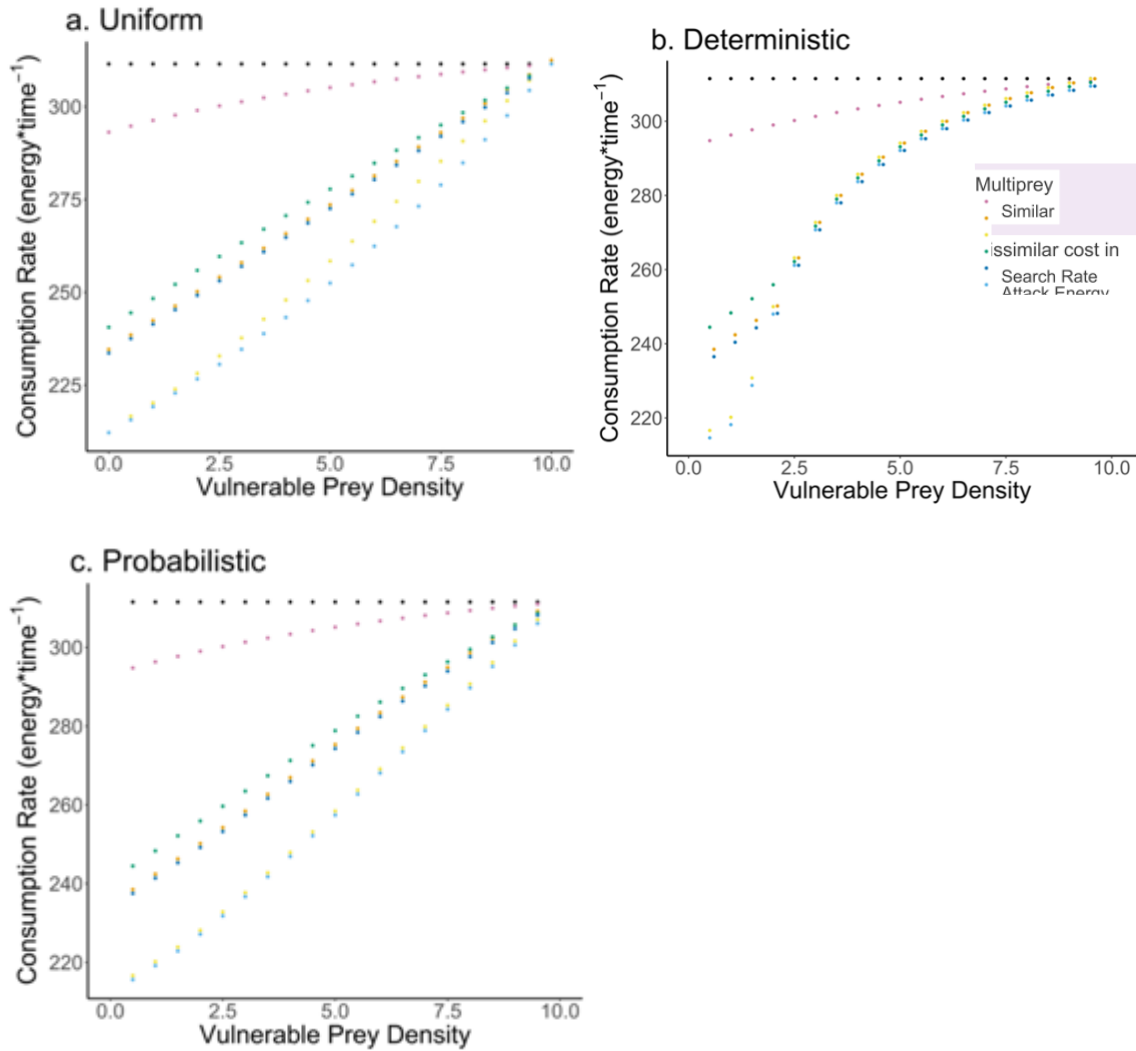 a. Uniform
Consumption Rate (energy*time⁻¹)
300
275
250
225
0.0 2.5 5.0 7.5 10.0
Vulnerable Prey Density
b. Deterministic
Consumption Rate (energy*time⁻¹)
300
280
260
240
220
0.0 2.5 5.0 7.5 10.0
Vulnerable Prey Density
Multiprey
Similar
issimilar cost in
Search Rate
Attack Energy
c. Probabilistic
Consumption Rate (energy*time⁻¹)
300
280
260
240
220
0.0 2.5 5.0 7.5 10.0
Vulnerable Prey Density